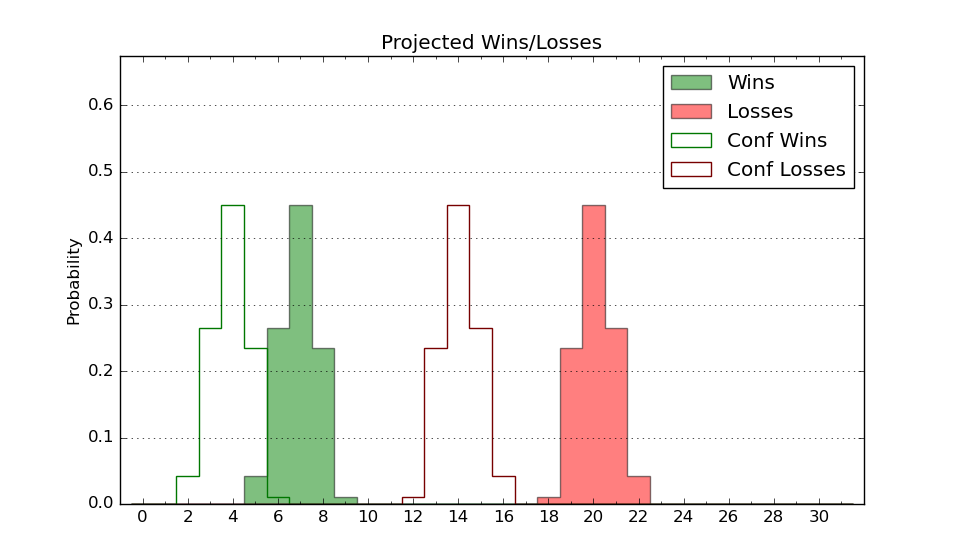 Projected Wins/Losses
Wins
Losses
Conf Wins
Conf Losses
Probability
0.6
0.5
0.4
0.3
0.2
0.1
0.0
0 2 4 6 8 10 12 14 16 18 20 22 24 26 28 30